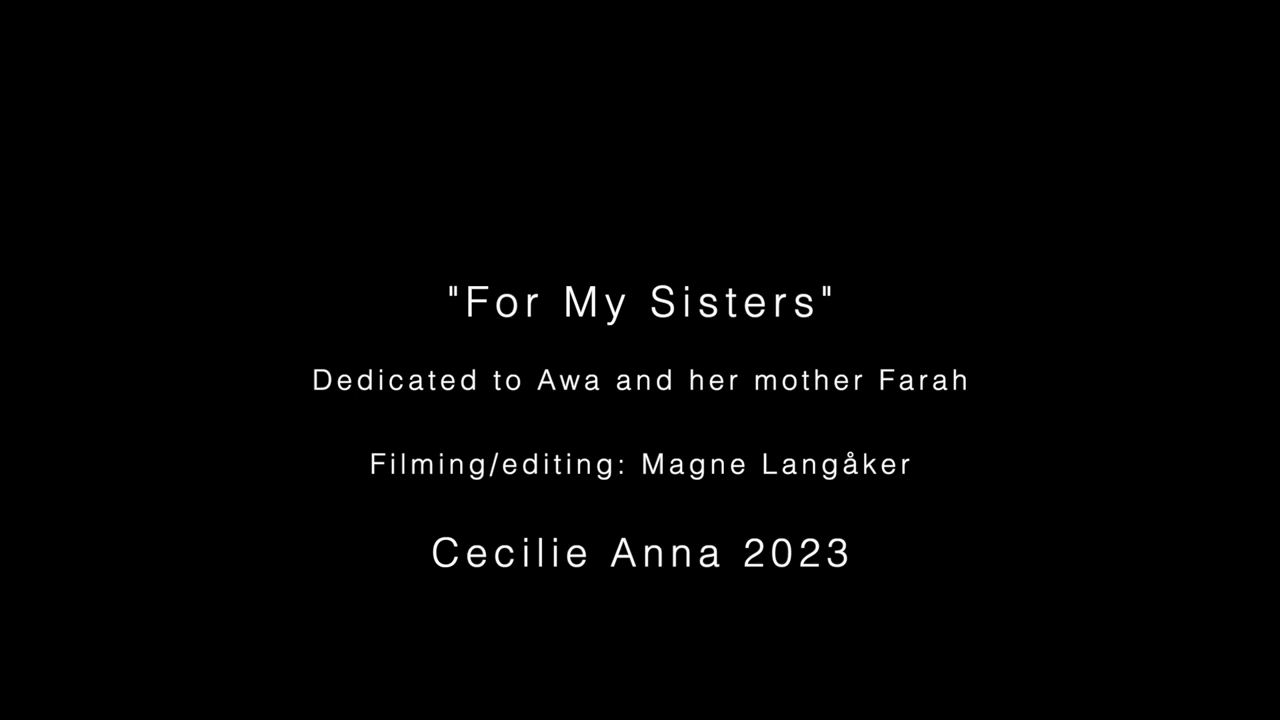 "For My Sisters"
Dedicated to Awa and her mother Farah
Filming/editing: Magne Langåker
Cecilie Anna 2023